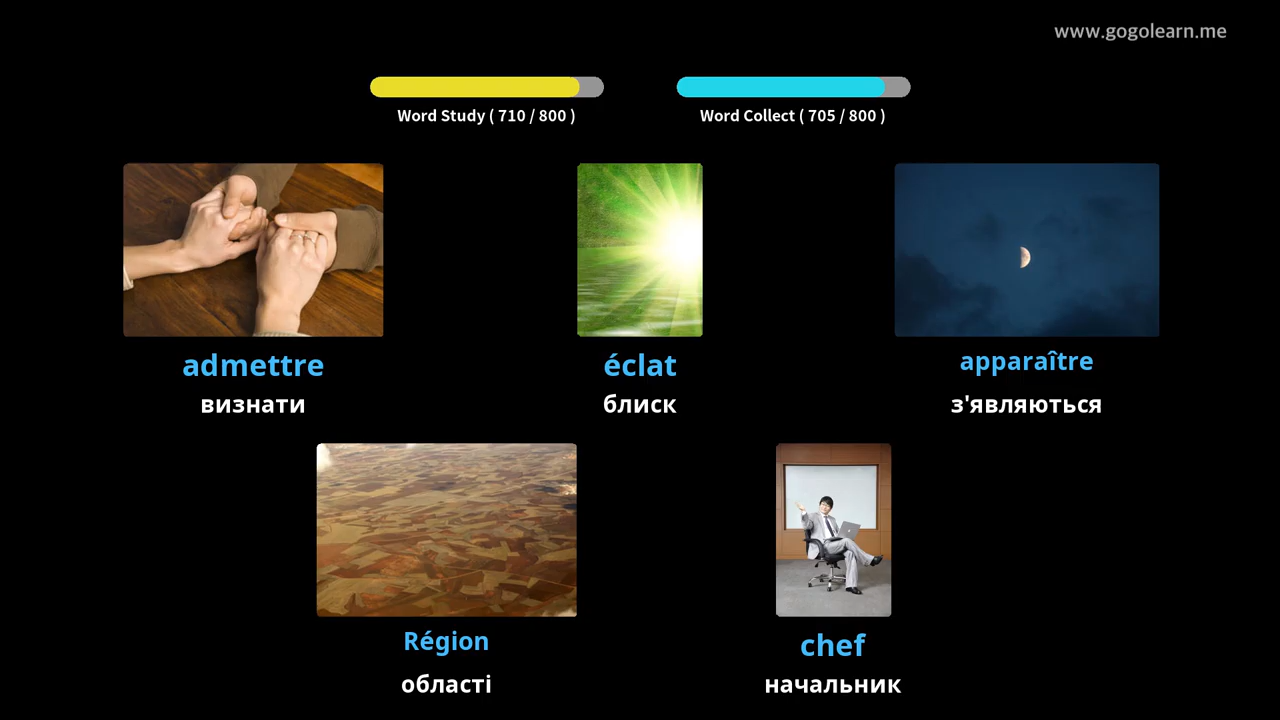 www.gogolearn.me
Word Study ( 710 / 800 )
Word Collect ( 705 / 800 )
admettre
визнати
éclat
блиск
apparaître
з'являються
Région
області
chef
начальник